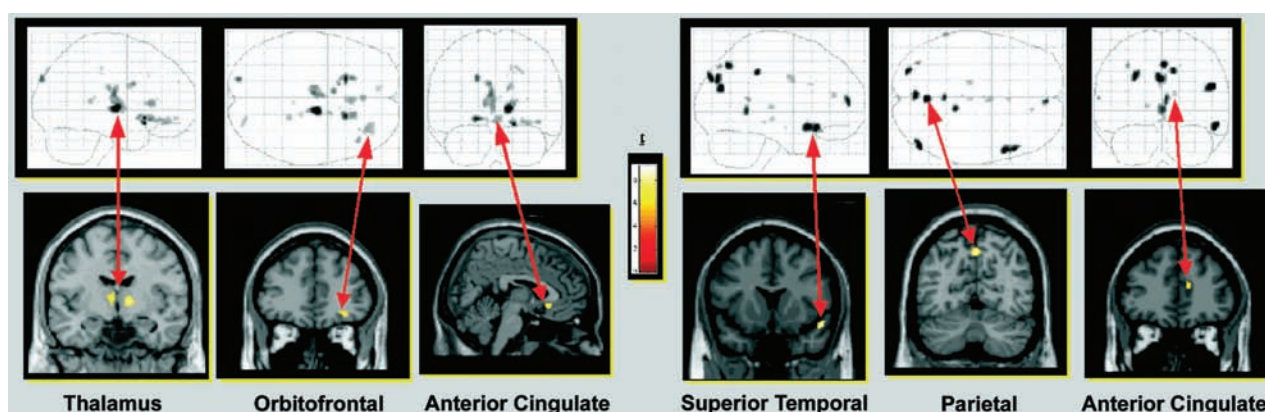 t
Thalamus
Orbitofrontal
Anterior Cingulate
Superior Temporal
Parietal
Anterior Cingulate